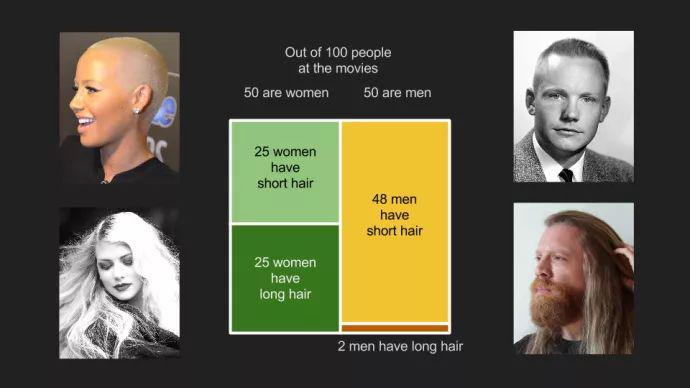 Out of 100 people
at the movies
50 are women
50 are men
25 women
have
short hair
48 men
have
short hair
25 women
have
long hair
2 men have long hair